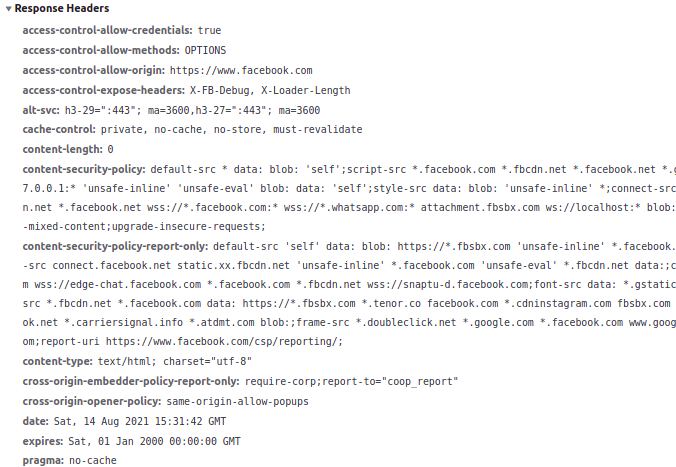 ▼ Response Headers
access-control-allow-credentials: true
access-control-allow-methods: OPTIONS
access-control-allow-origin: https://www.facebook.com
access-control-expose-headers: X-FB-Debug, X-Loader-Length
alt-svc: h3-29=":443"; ma=3600,h3-27=":443"; ma=3600
cache-control: private, no-cache, no-store, must-revalidate
content-length: 0
content-security-policy: default-src * data: blob: 'self';script-src *.facebook.com *.fbcdn.net *.facebook.net *.g
7.0.0.1:* 'unsafe-inline' 'unsafe-eval' blob: data: 'self';style-src data: blob: 'unsafe-inline' *;connect-src
n.net *.facebook.net wss://*.facebook.com:* wss://*.whatsapp.com:* attachment.fbsbx.com ws://localhost:* blob:
-mixed-content;upgrade-insecure-requests;
content-security-policy-report-only: default-src 'self' data: blob: https://*.fbsbx.com 'unsafe-inline' *.facebook.
-src connect.facebook.net static.xx.fbcdn.net 'unsafe-inline' *.facebook.com 'unsafe-eval' *.fbcdn.net data:;c
m wss://edge-chat.facebook.com *.facebook.com *.fbcdn.net wss://snaptu-d.facebook.com;font-src data: *.gstatic
src *.fbcdn.net *.facebook.com data: https://*.fbsbx.com *.tenor.co facebook.com *.cdninstagram.com fbsbx.com
ok.net *.carriersignal.info *.atdmt.com blob:;frame-src *.doubleclick.net *.google.com *.facebook.com www.goog
om;report-uri https://www.facebook.com/csp/reporting/;
content-type: text/html; charset="utf-8"
cross-origin-embedder-policy-report-only: require-corp;report-to="coop_report"
cross-origin-opener-policy: same-origin-allow-popups
date: Sat, 14 Aug 2021 15:31:42 GMT
expires: Sat, 01 Jan 2000 00:00:00 GMT
pragma: no-cache